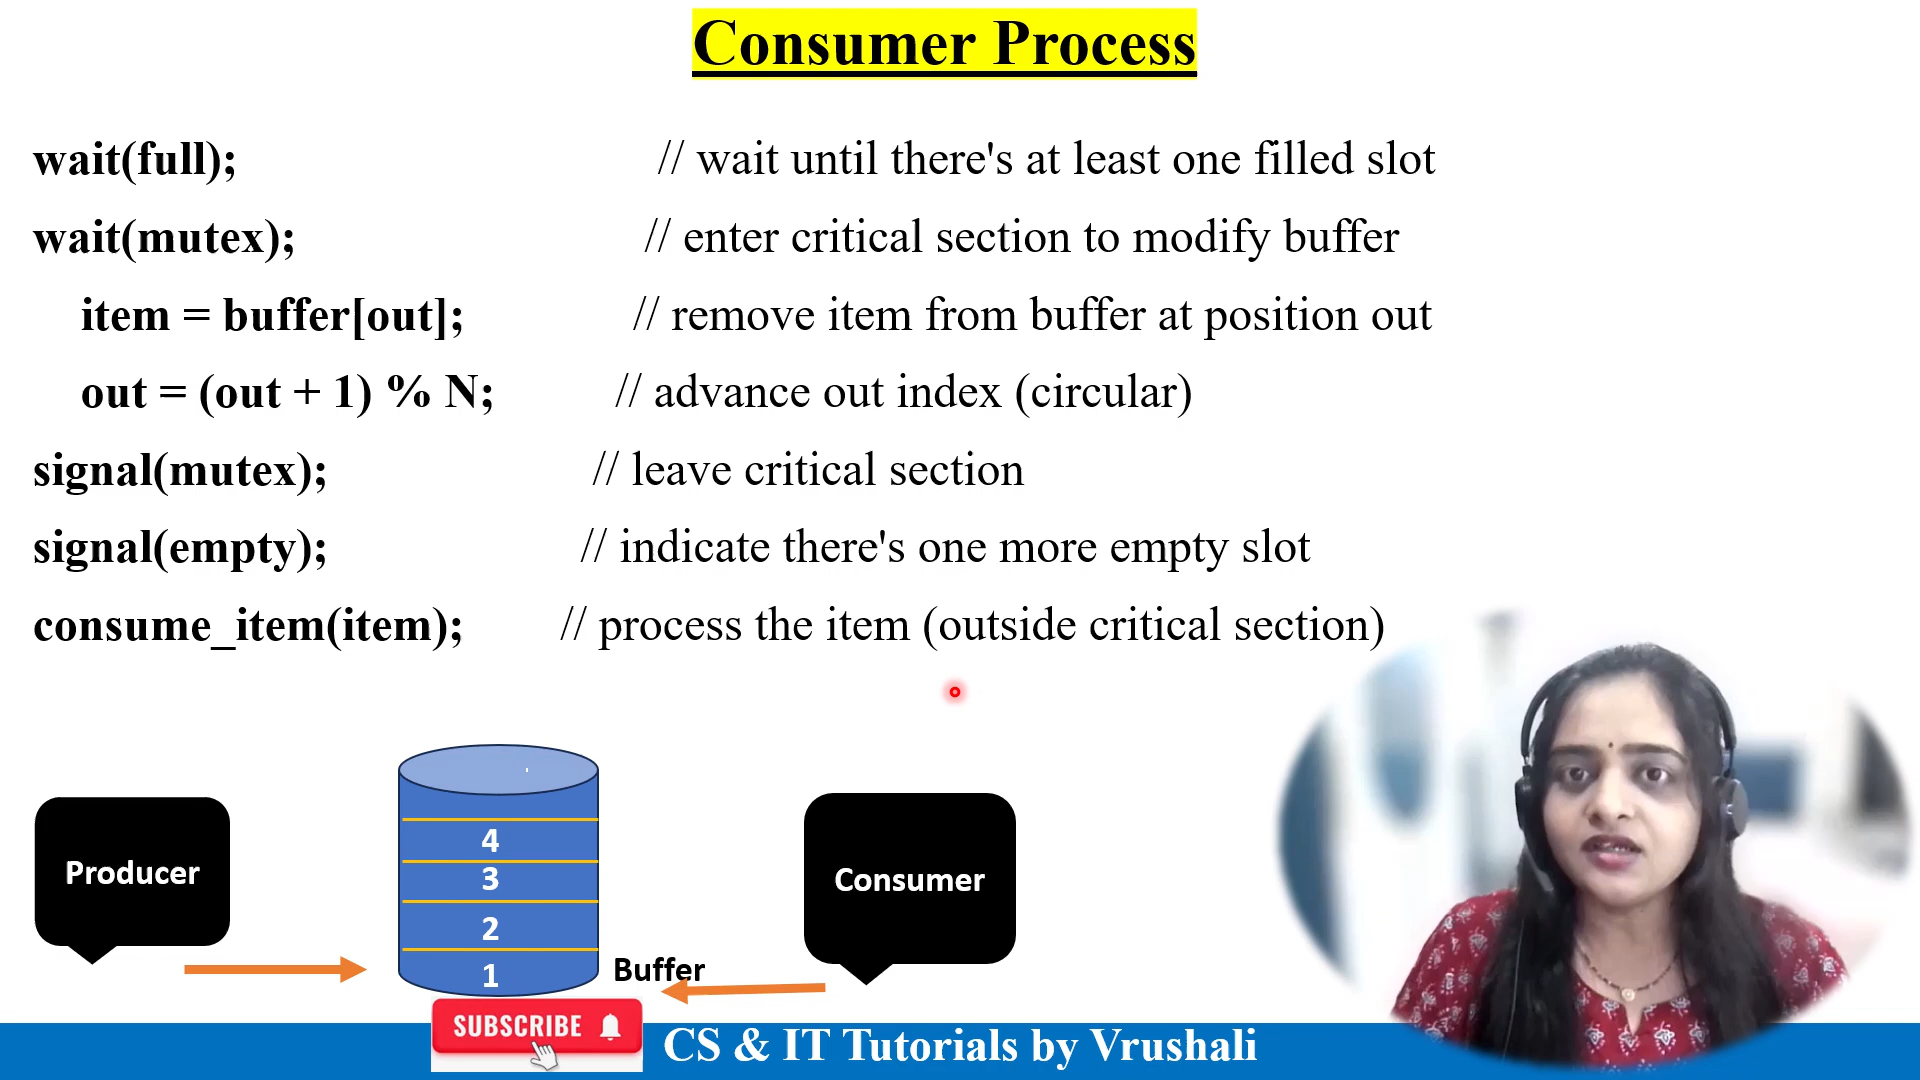 Consumer Process
wait(full); // wait until there's at least one filled slot
wait(mutex); // enter critical section to modify buffer
item = buffer[out]; // remove item from buffer at position out
out = (out + 1) % N; // advance out index (circular)
signal(mutex); // leave critical section
signal(empty); // indicate there's one more empty slot
consume_item(item); // process the item (outside critical section)
Producer
4
3
2
1
Buffer
Consumer
SUBSCRIBE
CS & IT Tutorials by Vrushali